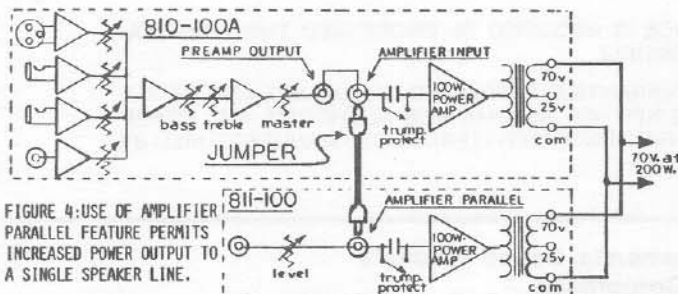 810-100A
PREAMP OUTPUT
AMPLIFIER INPUT
bass treble
master
trump
protect
100W.
POWER
AMP
70v
25v
com
JUMPER
70V. at
200W.
FIGURE 4:USE OF AMPLIFIER
PARALLEL FEATURE PERMITS
INCREASED POWER OUTPUT TO
A SINGLE SPEAKER LINE.
811-100
AMPLIFIER PARALLEL
level
trump
protect
100W.
POWER
AMP
70v
25v
com